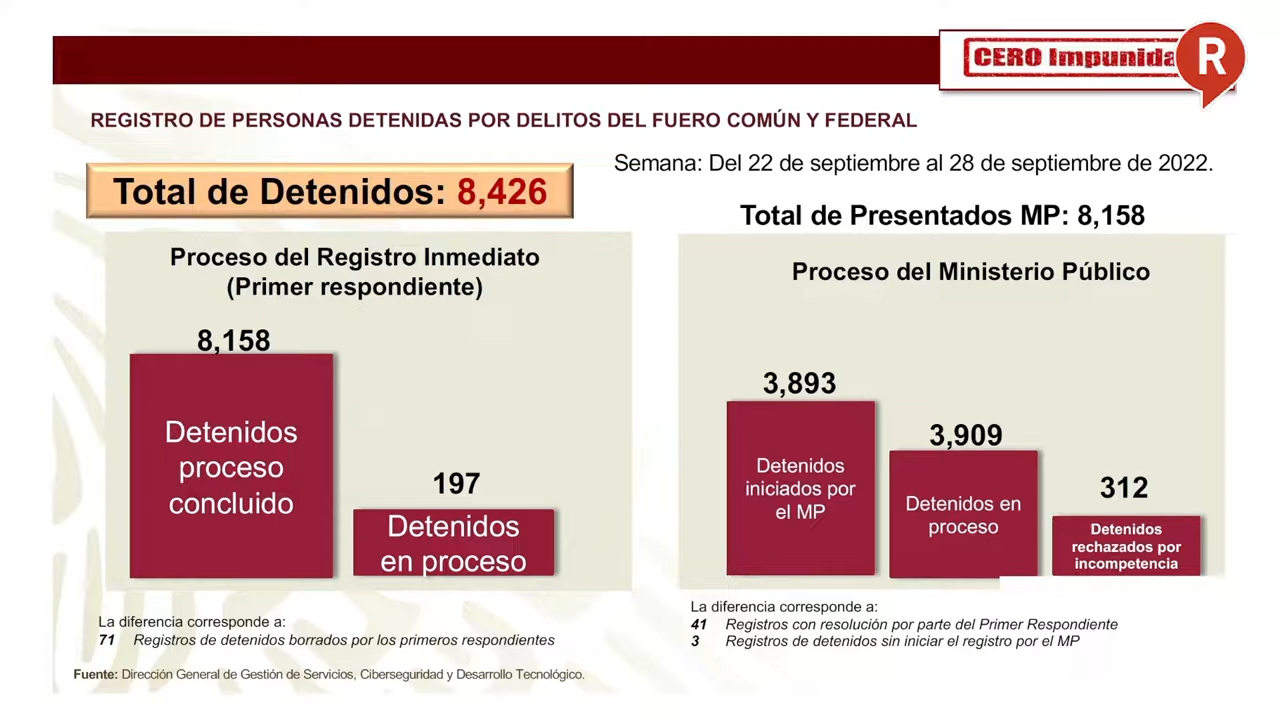 CERO Impunida
R
REGISTRO DE PERSONAS DETENIDAS POR DELITOS DEL FUERO COMÚN Y FEDERAL
Semana: Del 22 de septiembre al 28 de septiembre de 2022.
Total de Detenidos: 8,426
Total de Presentados MP: 8,158
Proceso del Registro Inmediato
(Primer respondiente)
8,158
Detenidos
proceso
concluido
197
Detenidos
en proceso
La diferencia corresponde a:
71 Registros de detenidos borrados por los primeros respondientes
Proceso del Ministerio Público
3,893
Detenidos
iniciados por
el MP
3,909
Detenidos en
proceso
312
Detenidos
rechazados por
incompetencia
La diferencia corresponde a:
41 Registros con resolución por parte del Primer Respondiente
3 Registros de detenidos sin iniciar el registro por el MP
Fuente: Dirección General de Gestión de Servicios, Ciberseguridad y Desarrollo Tecnológico.